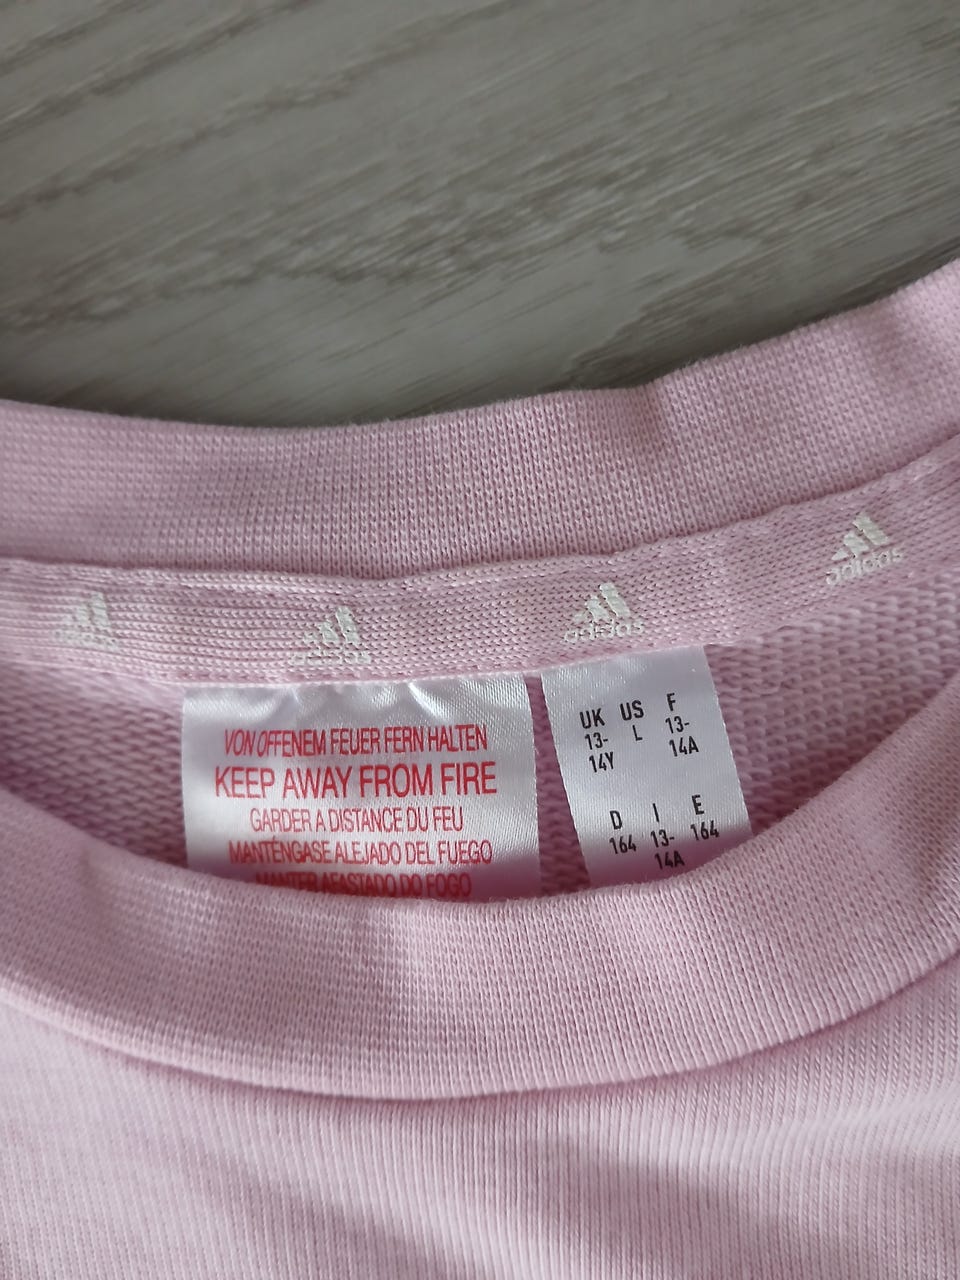 adidas
adidas
adidas
adidas
VON OFFENEM FEUER FERN HALTEN
KEEP AWAY FROM FIRE
GARDER A DISTANCE DU FEU
MANTÉNGASE ALEJADO DEL FUEGO
MANTER AFASTADO DO FOGO
UK US F
13- L 13-
14Y 14A
D I E
164 13- 164
14A